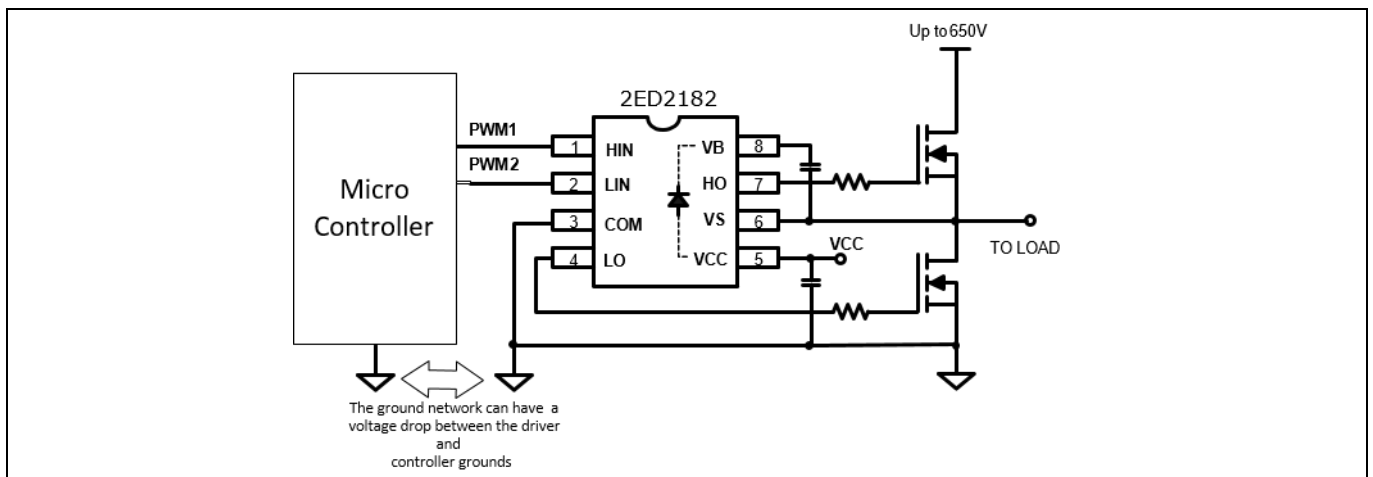 Up to 650V
2ED2182
PWM1
PWM2
Micro
Controller
1 HIN VB 8
2 LIN HO 7
3 COM VS 6
4 LO VCC 5
VCC
TO LOAD
The ground network can have a
voltage drop between the driver
and
controller grounds